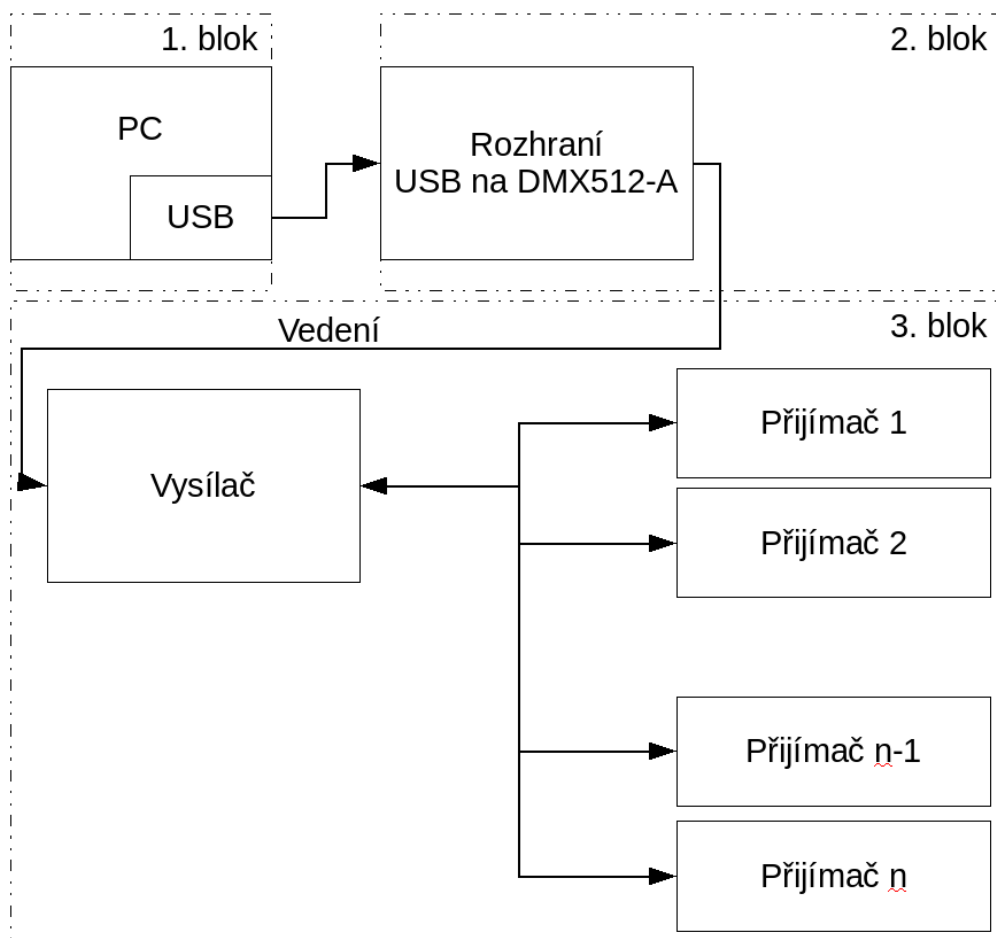 1. blok
2. blok
PC
USB
Rozhraní
USB na DMX512-A
Vedení
3. blok
Vysílač
Přijímač 1
Přijímač 2
Přijímač n-1
Přijímač n